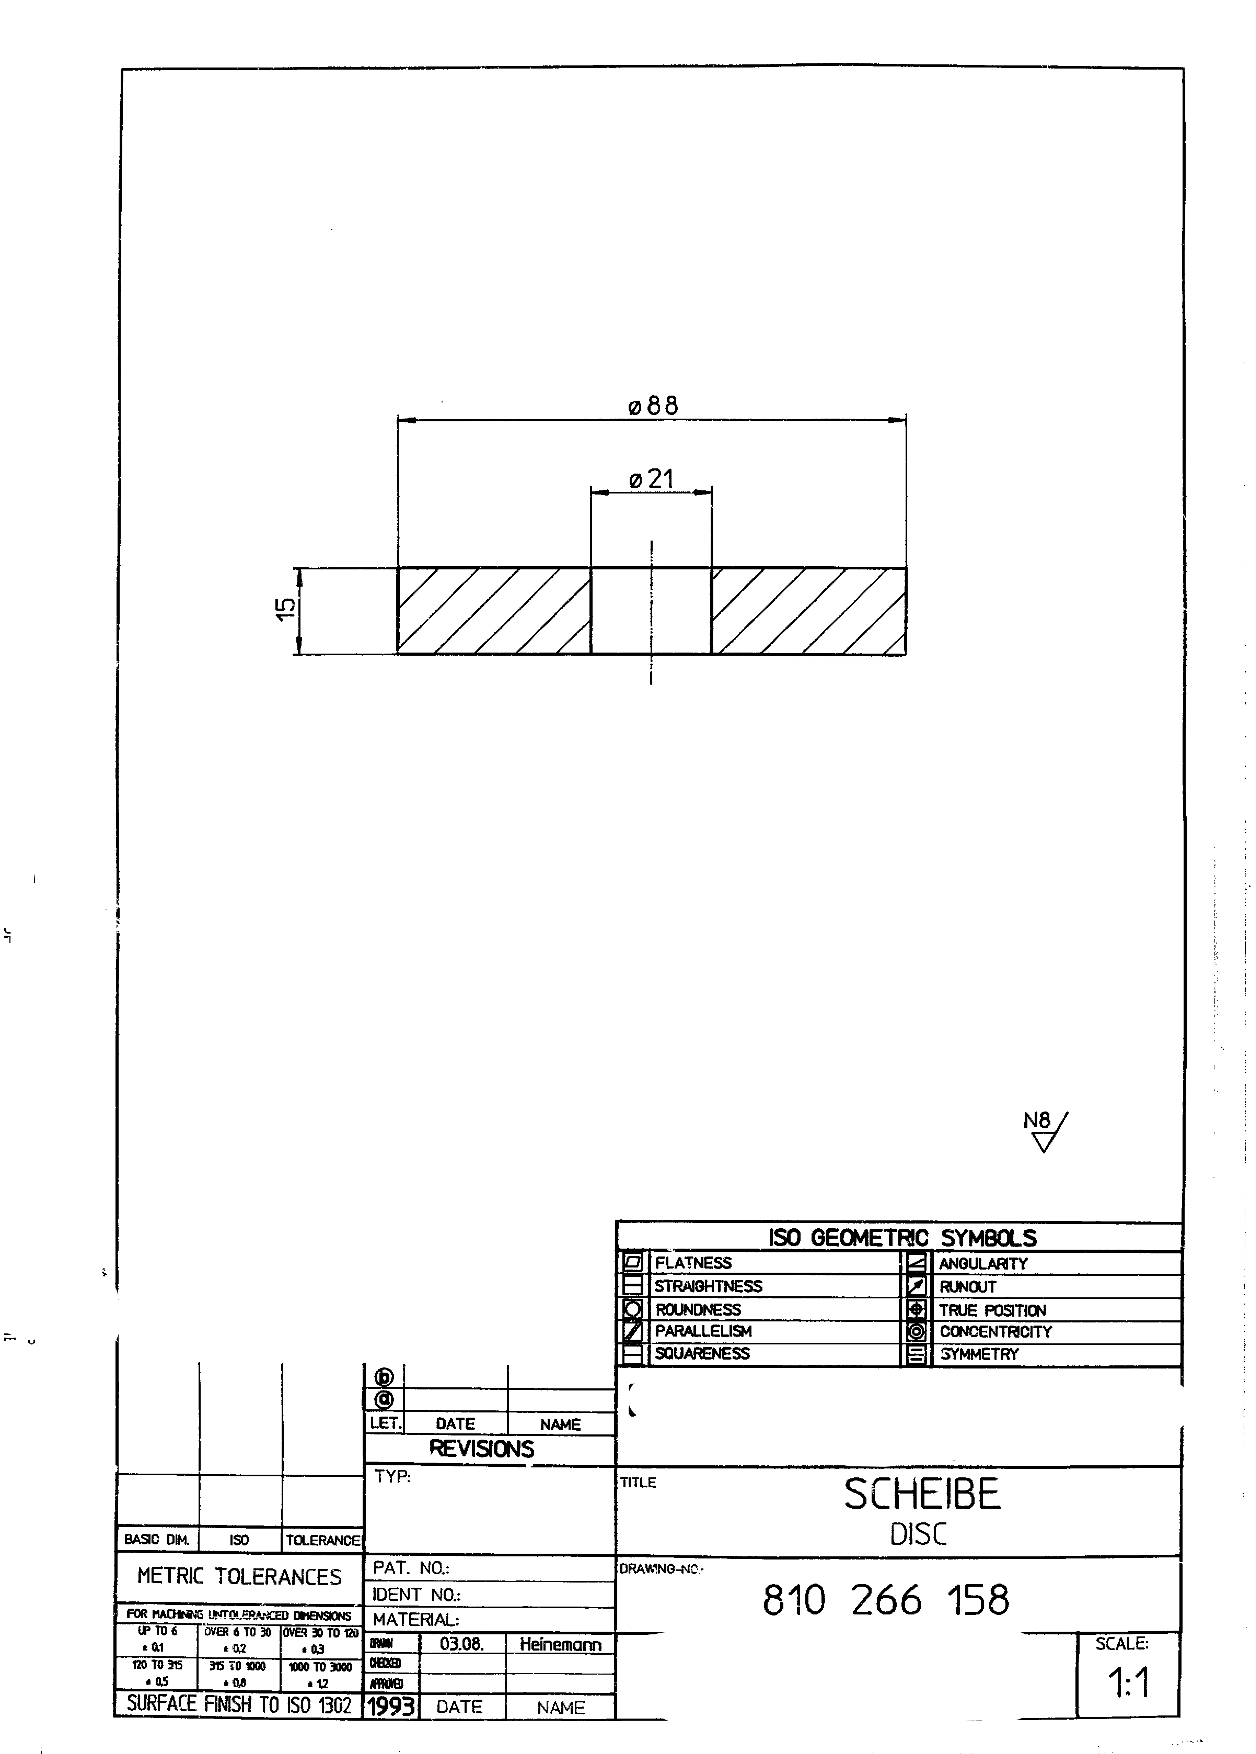 ø88
ø21
15
N8
ISO GEOMETRIC SYMBOLS
FLATNESS
ANGULARITY
STRAIGHTNESS
RUNOUT
ROUNDNESS
TRUE POSITION
PARALLELISM
CONCENTRICITY
SQUARENESS
SYMMETRY
b
a
LET. DATE NAME
REVISIONS
TYP:
TITLE
SCHEIBE
DISC
BASIC DIM. ISO TOLERANCE
METRIC TOLERANCES
PAT. NO.:
IDENT NO.:
MATERIAL:
DRAWING-NO.:
810 266 158
FOR MACHINING UNTOLERANCED DIMENSIONS
UP TO 6 OVER 6 TO 30 OVER 30 TO 120
± 0,1 ± 0,2 ± 0,3
120 TO 315 315 TO 1000 1000 TO 3000
± 0,5 ± 0,8 ± 1,2
SURFACE FINISH TO ISO 1302
DRAWN 03.08. Heinemann
CHECKED
APPROVED
1993 DATE NAME
SCALE:
1:1